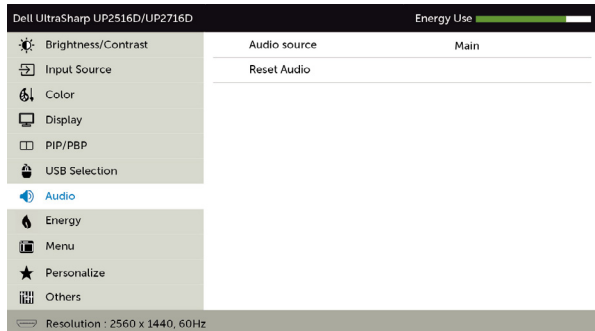 Dell UltraSharp UP2516D/UP2716D Energy Use
Brightness/Contrast Audio source Main
Input Source Reset Audio
Color
Display
PIP/PBP
USB Selection
Audio
Energy
Menu
Personalize
Others
Resolution : 2560 x 1440, 60Hz